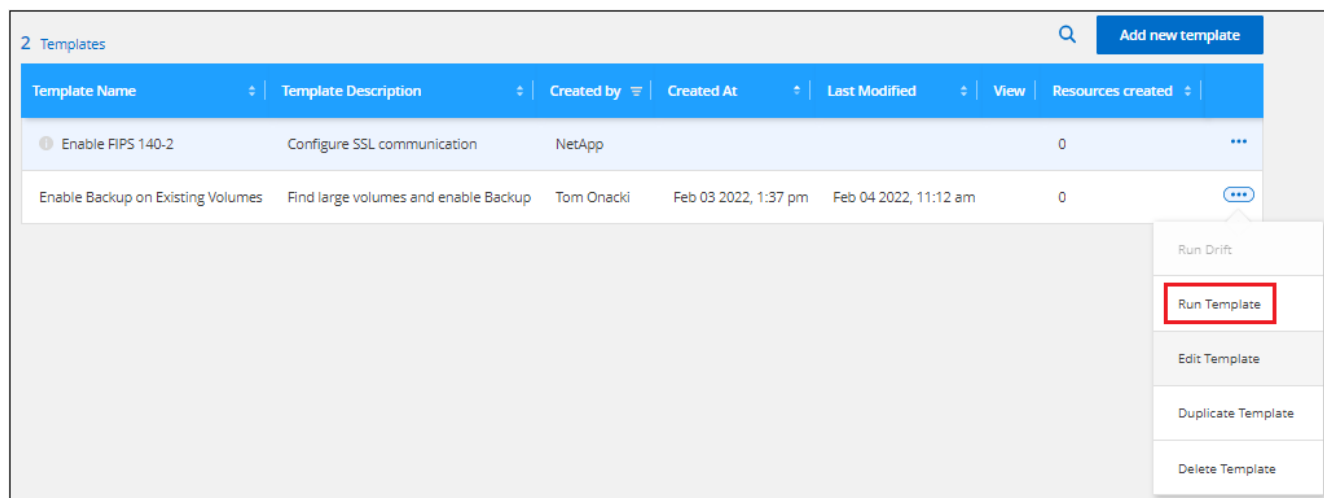 2 Templates
Add new template
Template Name Template Description Created by Created At Last Modified View Resources created
Enable FIPS 140-2 Configure SSL communication NetApp 0
Enable Backup on Existing Volumes Find large volumes and enable Backup Tom Onacki Feb 03 2022, 1:37 pm Feb 04 2022, 11:12 am 0
Run Drift
Run Template
Edit Template
Duplicate Template
Delete Template